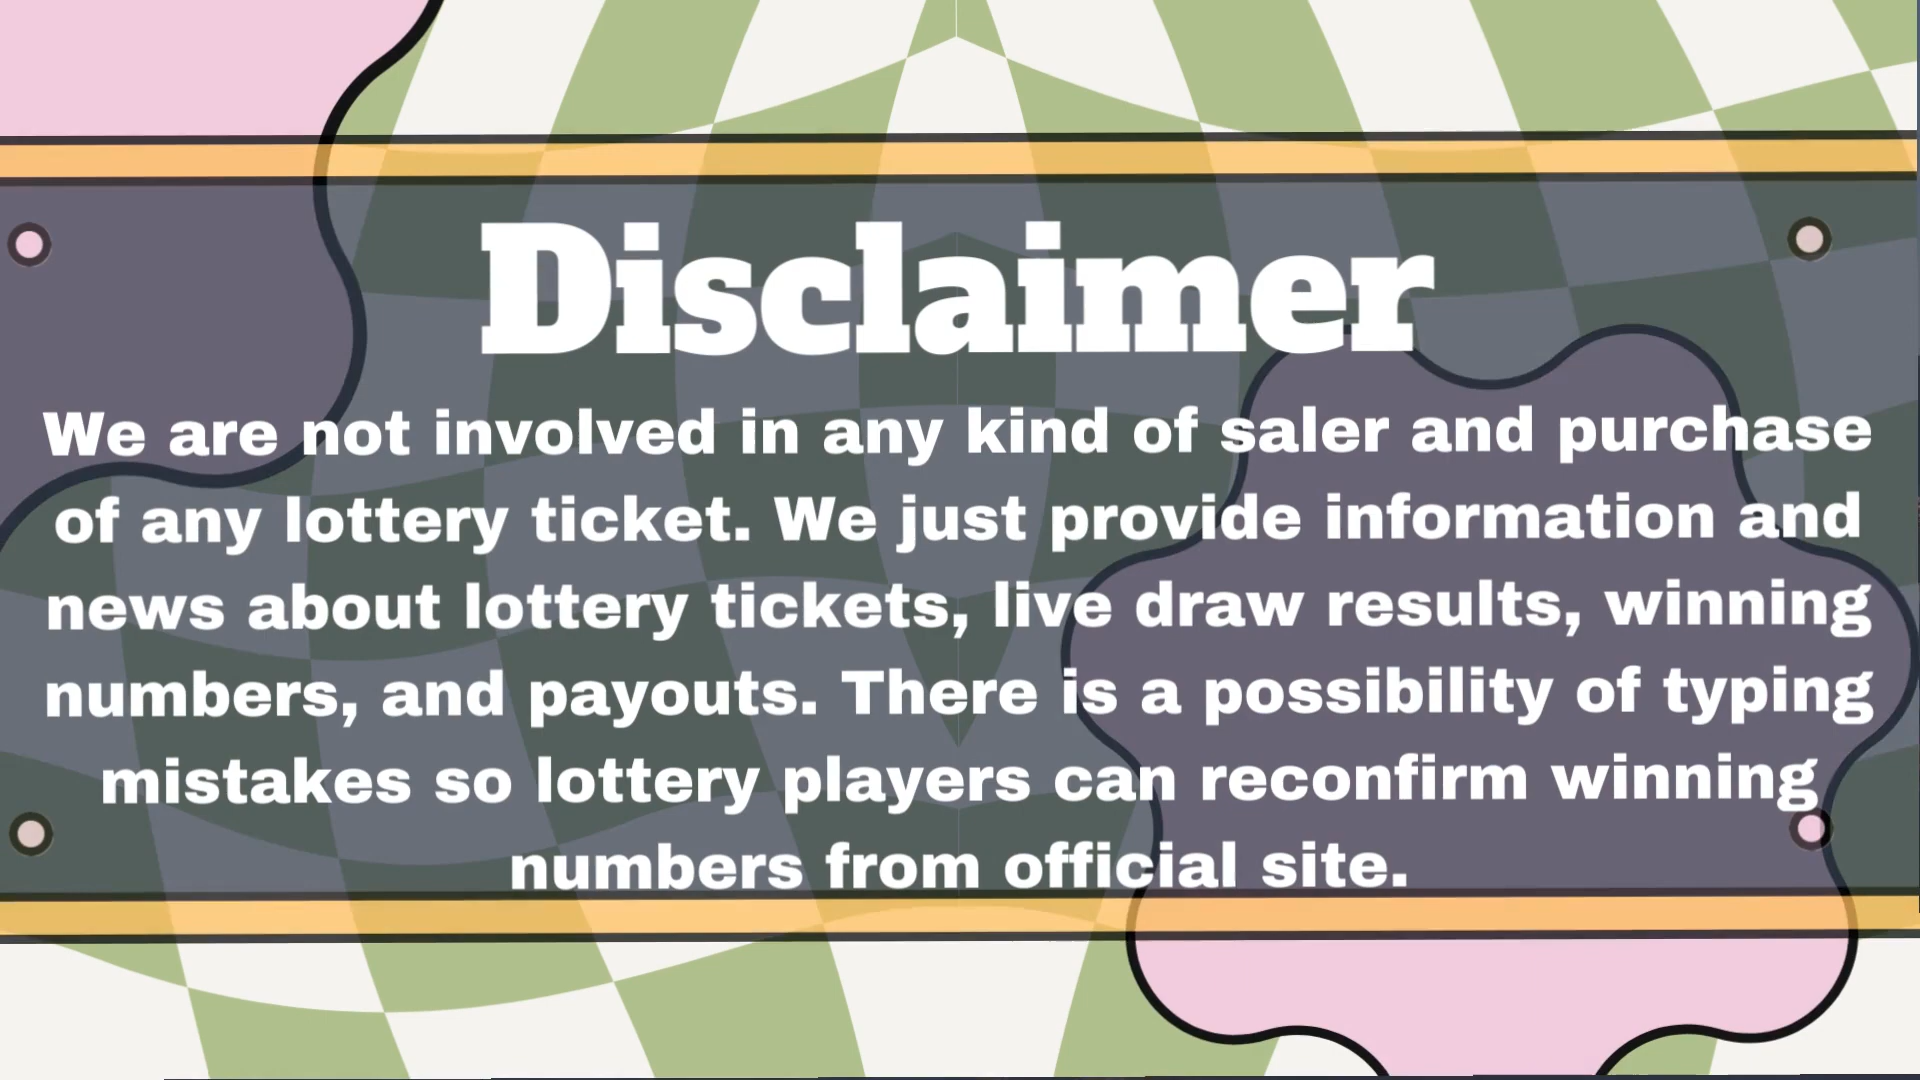 Disclaimer
We are not involved in any kind of saler and purchase
of any lottery ticket. We just provide information and
news about lottery tickets, live draw results, winning
numbers, and payouts. There is a possibility of typing
mistakes so lottery players can reconfirm winning
numbers from official site.